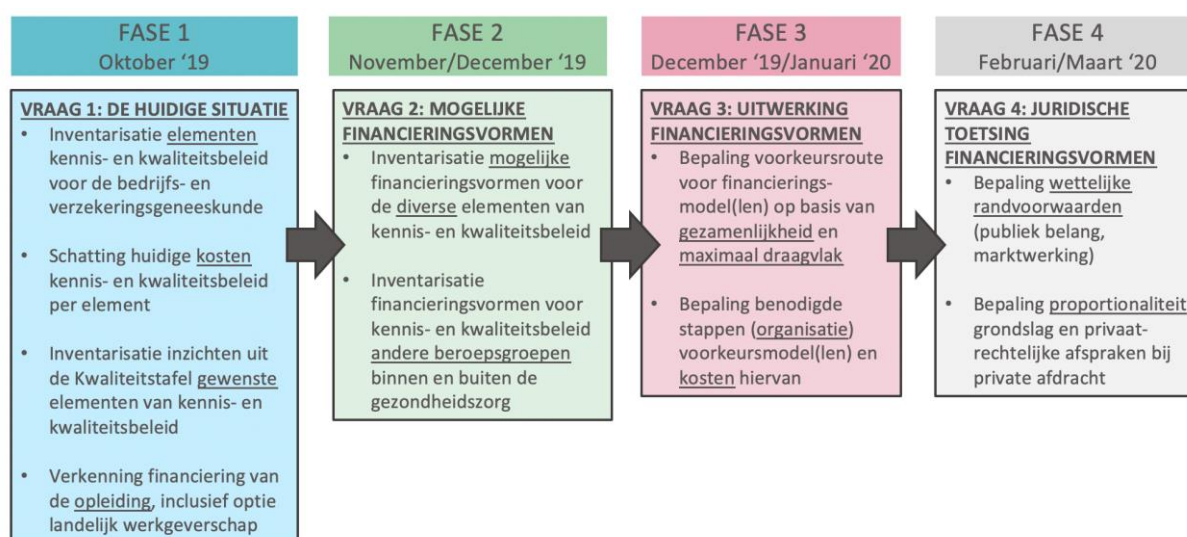 FASE 1
Oktober ‘19
VRAAG 1: DE HUIDIGE SITUATIE
• Inventarisatie elementen
kennis- en kwaliteitsbeleid
voor de bedrijfs- en
verzekeringsgeneeskunde
• Schatting huidige kosten
kennis- en kwaliteitsbeleid
per element
• Inventarisatie inzichten uit
de Kwaliteitstafel gewenste
elementen van kennis- en
kwaliteitsbeleid
• Verkenning financiering van
de opleiding, inclusief optie
landelijk werkgeverschap
FASE 2
November/December ‘19
VRAAG 2: MOGELIJKE
FINANCIERINGSVORMEN
• Inventarisatie mogelijke
financieringsvormen voor
de diverse elementen van
kennis- en kwaliteitsbeleid
• Inventarisatie
financieringsvormen voor
kennis- en kwaliteitsbeleid
andere beroepsgroepen
binnen en buiten de
gezondheidszorg
FASE 3
December ‘19/Januari ‘20
VRAAG 3: UITWERKING
FINANCIERINGSVORMEN
• Bepaling voorkeursroute
voor financierings-
model(len) op basis van
gezamenlijkheid en
maximaal draagvlak
• Bepaling benodigde
stappen (organisatie)
voorkeursmodel(len) en
kosten hiervan
FASE 4
Februari/Maart ‘20
VRAAG 4: JURIDISCHE
TOETSING
FINANCIERINGSVORMEN
• Bepaling wettelijke
randvoorwaarden
(publiek belang,
marktwerking)
• Bepaling proportionaliteit
grondslag en privaat-
rechtelijke afspraken bij
private afdracht